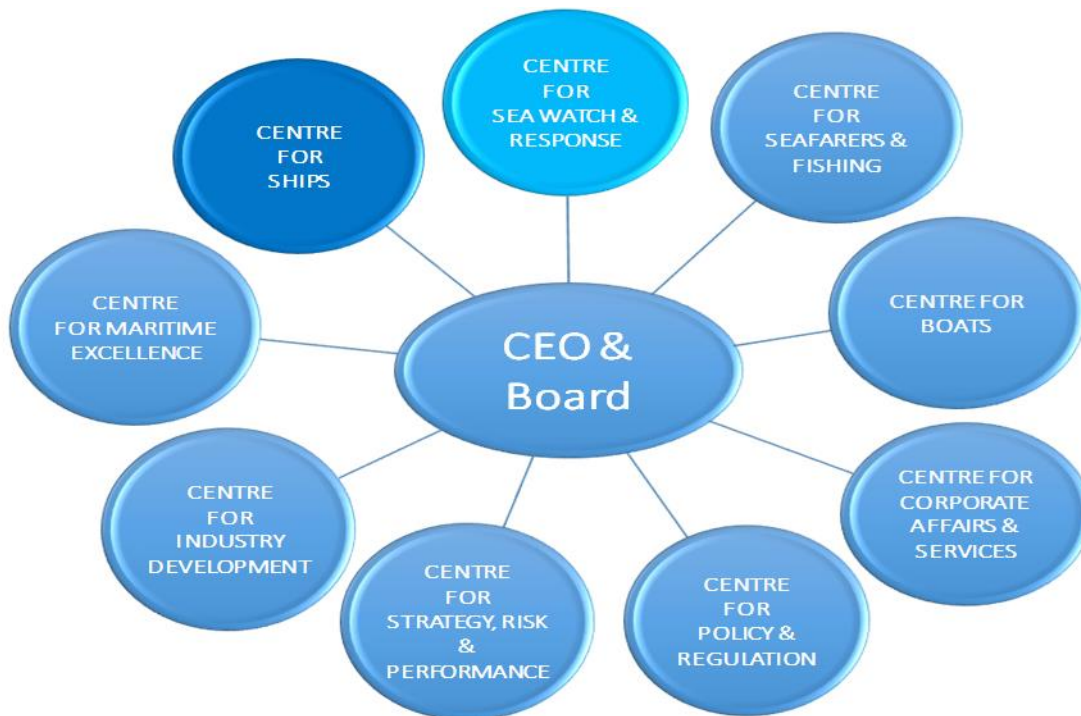 CENTRE
FOR
SEA WATCH &
RESPONSE
CENTRE
FOR
SEAFARERS &
FISHING
CENTRE FOR
BOATS
CENTRE FOR
CORPORATE
AFFAIRS &
SERVICES
CENTRE
FOR
POLICY &
REGULATION
CENTRE
FOR
STRATEGY, RISK
&
PERFORMANCE
CENTRE
FOR
INDUSTRY
DEVELOPMENT
CENTRE
FOR MARITIME
EXCELLENCE
CENTRE
FOR
SHIPS
CEO &
Board